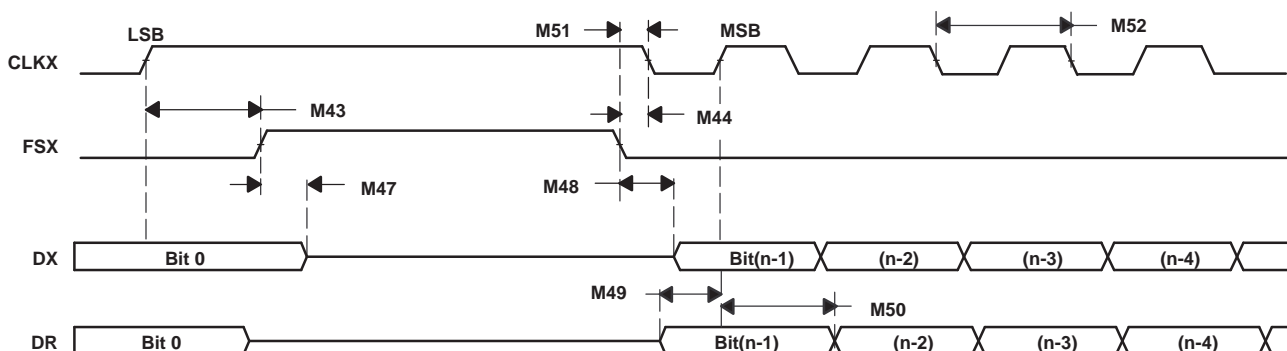 LSB M51 MSB M52
CLKX
M43 M44
FSX
M47 M48
DX Bit 0 Bit(n-1) (n-2) (n-3) (n-4)
M49 M50
DR Bit 0 Bit(n-1) (n-2) (n-3) (n-4)